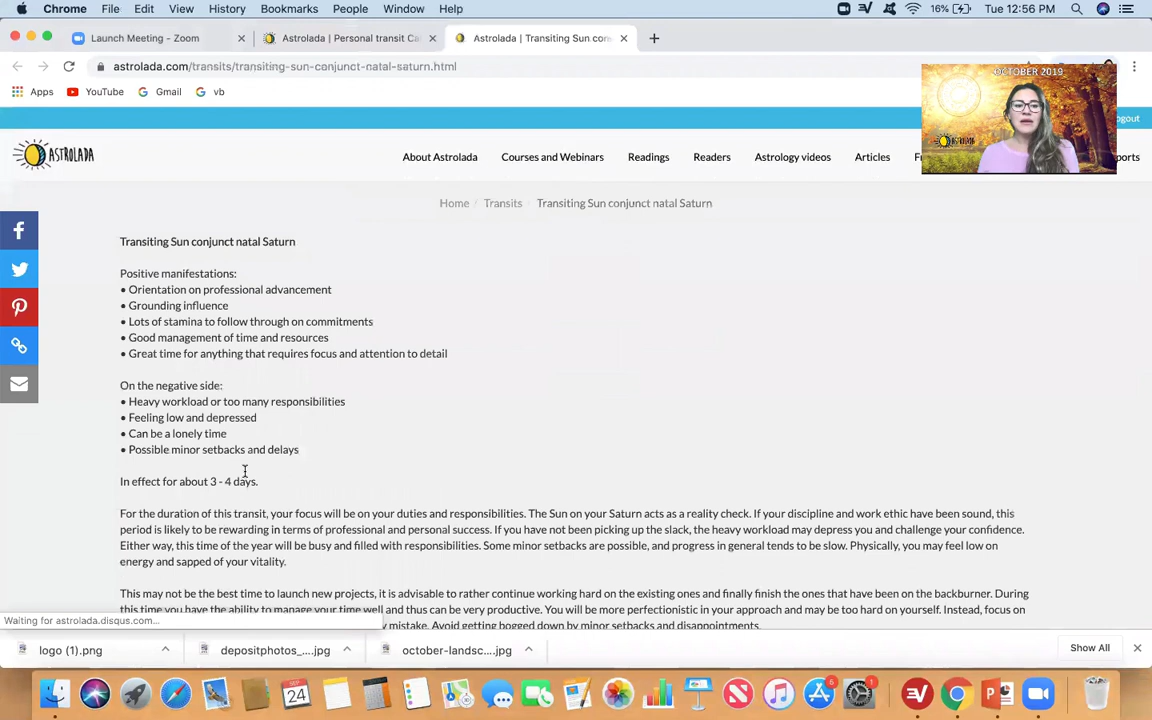 Chrome File Edit View History Bookmarks People Window Help 16% Tue 12:56 PM
Launch Meeting - Zoom
Astrolada | Personal transit Ca
Astrolada | Transiting Sun con
astrolada.com/transits/transiting-sun-conjunct-natal-saturn.html
Apps YouTube Gmail vb
OCTOBER 2019
ASTROLADA
ogout
ASTROLADA
About Astrolada Courses and Webinars Readings Readers Astrology videos Articles F ports
Home / Transits / Transiting Sun conjunct natal Saturn
Transiting Sun conjunct natal Saturn
Positive manifestations:
• Orientation on professional advancement
• Grounding influence
• Lots of stamina to follow through on commitments
• Good management of time and resources
• Great time for anything that requires focus and attention to detail
On the negative side:
• Heavy workload or too many responsibilities
• Feeling low and depressed
• Can be a lonely time
• Possible minor setbacks and delays
In effect for about 3 - 4 days.
For the duration of this transit, your focus will be on your duties and responsibilities. The Sun on your Saturn acts as a reality check. If your discipline and work ethic have been sound, this
period is likely to be rewarding in terms of professional and personal success. If you have not been picking up the slack, the heavy workload may depress you and challenge your confidence.
Either way, this time of the year will be busy and filled with responsibilities. Some minor setbacks are possible, and progress in general tends to be slow. Physically, you may feel low on
energy and sapped of your vitality.
This may not be the best time to launch new projects, it is advisable to rather continue working hard on the existing ones and finally finish the ones that have been on the backburner. During
this time you have the ability to manage your time well and thus can be very productive. You will be more perfectionistic in your approach and may be too hard on yourself. Instead, focus on
mistake. Avoid getting bogged down by minor setbacks and disappointments.
Waiting for astrolada.disqus.com...
logo (1).png
depositphotos_....jpg
october-landsc....jpg
Show All
SEP
24
6
1